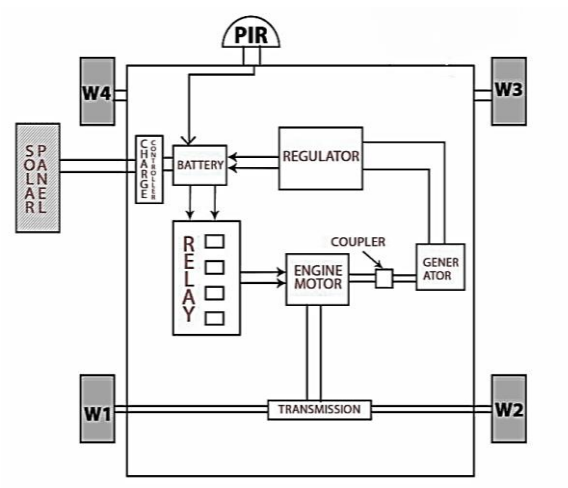 PIR
W4
W3
SOLAR
PANEL
CHARGE
CONTROLLER
BATTERY
REGULATOR
RELAY
COUPLER
ENGINE
MOTOR
GENER
ATOR
W1
TRANSMISSION
W2